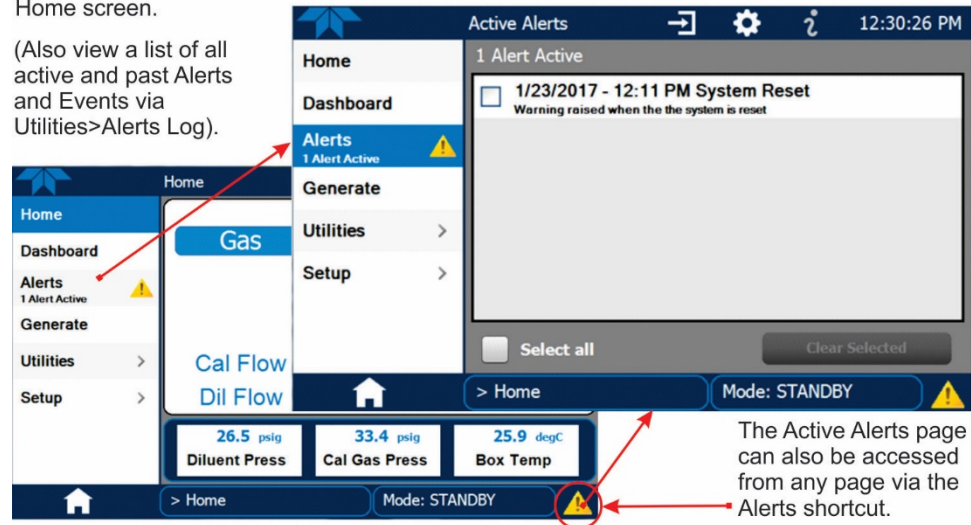 Home screen.
(Also view a list of all
active and past Alerts
and Events via
Utilities>Alerts Log).
Active Alerts
12:30:26 PM
Home
Dashboard
Alerts
1 Alert Active
Generate
Utilities >
Setup >
1 Alert Active
1/23/2017 - 12:11 PM System Reset
Warning raised when the the system is reset
Select all
Clear Selected
> Home
Mode: STANDBY
Home
Home
Dashboard
Alerts
1 Alert Active
Generate
Utilities >
Setup >
Gas
Cal Flow
Dil Flow
26.5 psig
Diluent Press
33.4 psig
Cal Gas Press
25.9 degC
Box Temp
> Home
Mode: STANDBY
The Active Alerts page
can also be accessed
from any page via the
Alerts shortcut.